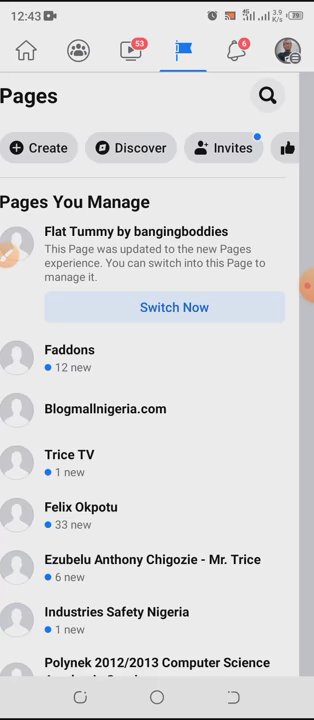 12:43
3.9
K/s
29
53
6
Pages
Create
Discover
Invites
Pages You Manage
Flat Tummy by bangingboddies
This Page was updated to the new Pages
experience. You can switch into this Page to
manage it.
Switch Now
Faddons
12 new
Blogmallnigeria.com
Trice TV
1 new
Felix Okpotu
33 new
Ezubelu Anthony Chigozie - Mr. Trice
6 new
Industries Safety Nigeria
1 new
Polynek 2012/2013 Computer Science